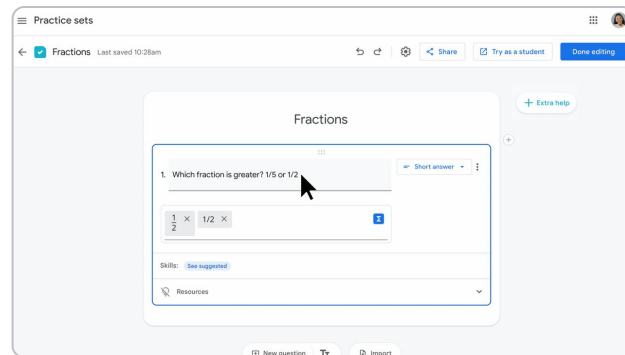 Practice sets
Fractions Last saved 10:28am Share Try as a student Done editing
Extra help
Fractions
1. Which fraction is greater? 1/5 or 1/2 Short answer
1/2 × 1/2 ×
Σ
Skills: See suggested
Resources
New question TT Import